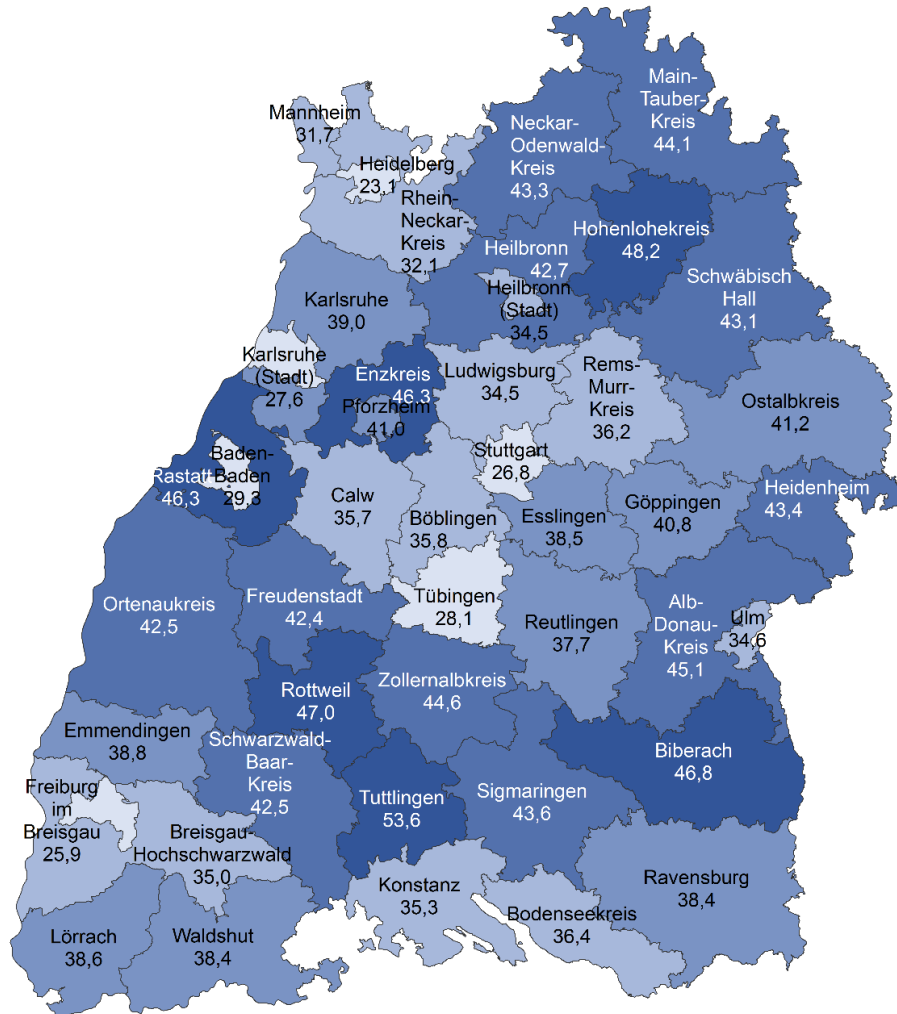 Main-
Tauber-
Kreis
44,1
Mannheim
31,7
Neckar-
Odenwald-
Kreis
43,3
Heidelberg
23,1
Rhein-
Neckar-
Kreis
32,1
Hohenlohekreis
48,2
Heilbronn
42,7
Schwäbisch
Hall
43,1
Heilbronn
(Stadt)
34,5
Karlsruhe
39,0
Karlsruhe
(Stadt)
27,6
Enzkreis
46,3
Pforzheim
41,0
Ludwigsburg
34,5
Rems-
Murr-
Kreis
36,2
Ostalbkreis
41,2
Stuttgart
26,8
Baden-
Baden
29,3
Rastatt
46,3
Calw
35,7
Böblingen
35,8
Esslingen
38,5
Göppingen
40,8
Heidenheim
43,4
Ortenaukreis
42,5
Freudenstadt
42,4
Tübingen
28,1
Reutlingen
37,7
Alb-
Donau-
Kreis
45,1
Ulm
34,6
Rottweil
47,0
Zollernalbkreis
44,6
Emmendingen
38,8
Schwarzwald-
Baar-
Kreis
42,5
Biberach
46,8
Freiburg
im
Breisgau
25,9
Breisgau-
Hochschwarzwald
35,0
Tuttlingen
53,6
Sigmaringen
43,6
Konstanz
35,3
Bodenseekreis
36,4
Ravensburg
38,4
Lörrach
38,6
Waldshut
38,4